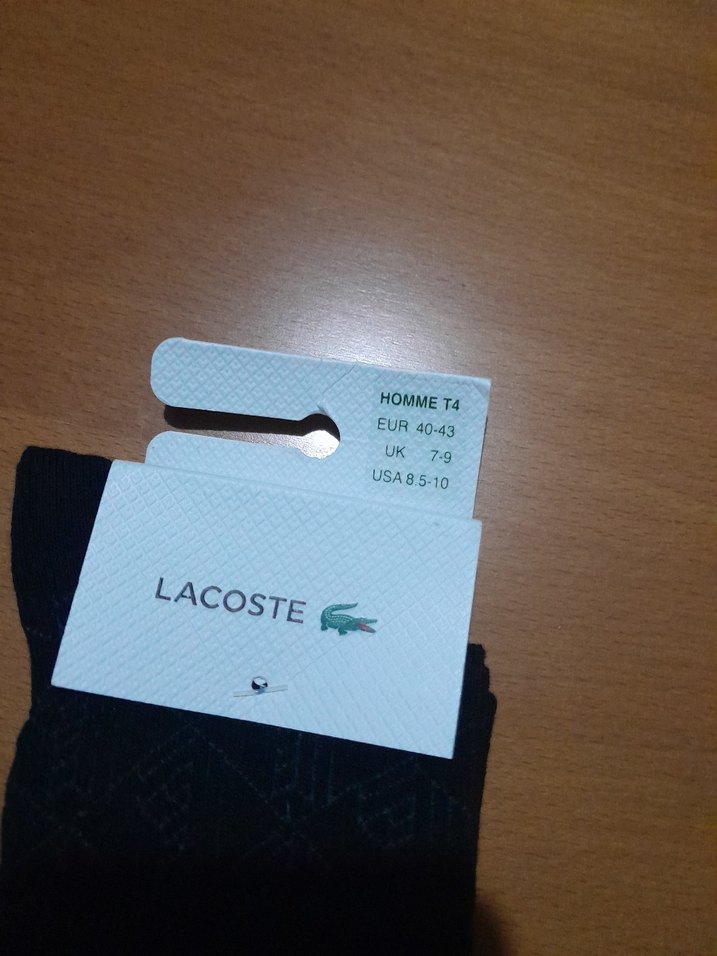 HOMME T4
EUR 40-43
UK 7-9
USA 8.5-10
LACOSTE